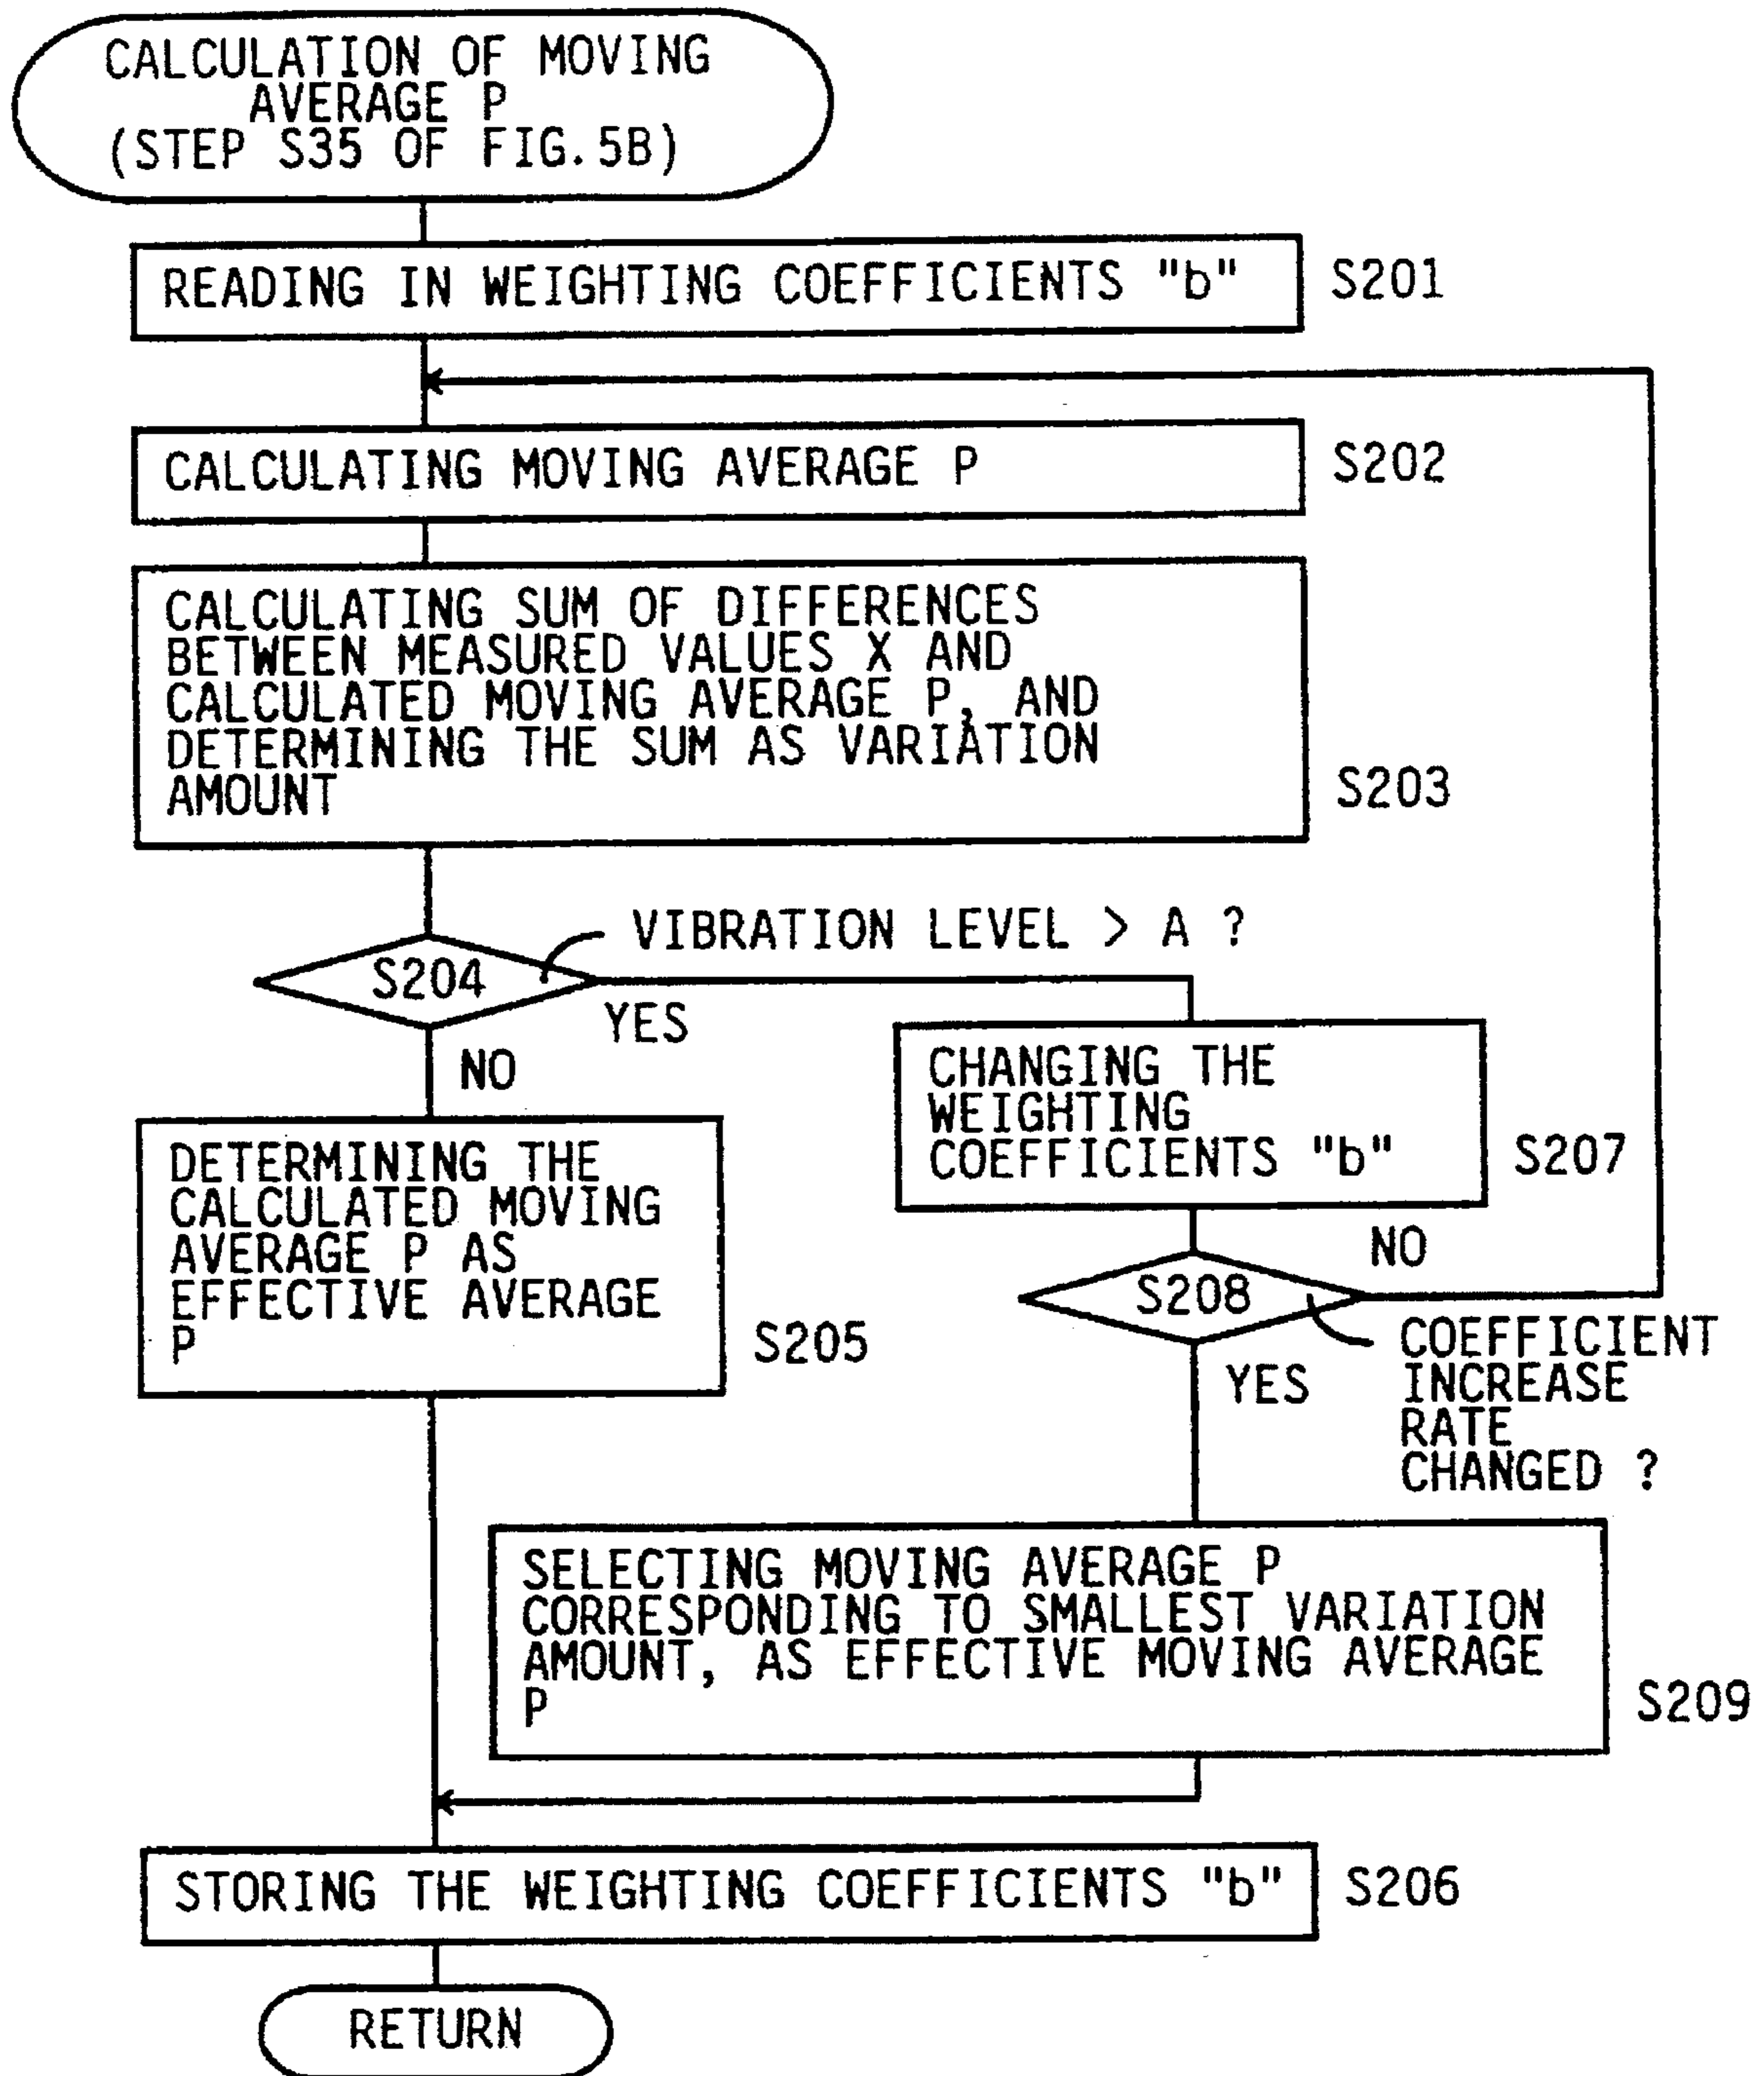 CALCULATION OF MOVING
AVERAGE P
(STEP S35 OF FIG.5B)
READING IN WEIGHTING COEFFICIENTS "b"
S201
CALCULATING MOVING AVERAGE P
S202
CALCULATING SUM OF DIFFERENCES
BETWEEN MEASURED VALUES X AND
CALCULATED MOVING AVERAGE P, AND
DETERMINING THE SUM AS VARIATION
AMOUNT
S203
VIBRATION LEVEL > A ?
S204
YES
NO
CHANGING THE
WEIGHTING
COEFFICIENTS "b"
S207
DETERMINING THE
CALCULATED MOVING
AVERAGE P AS
EFFECTIVE AVERAGE
P
S205
NO
S208
COEFFICIENT
INCREASE
RATE
CHANGED ?
YES
SELECTING MOVING AVERAGE P
CORRESPONDING TO SMALLEST VARIATION
AMOUNT, AS EFFECTIVE MOVING AVERAGE
P
S209
STORING THE WEIGHTING COEFFICIENTS "b"
S206
RETURN